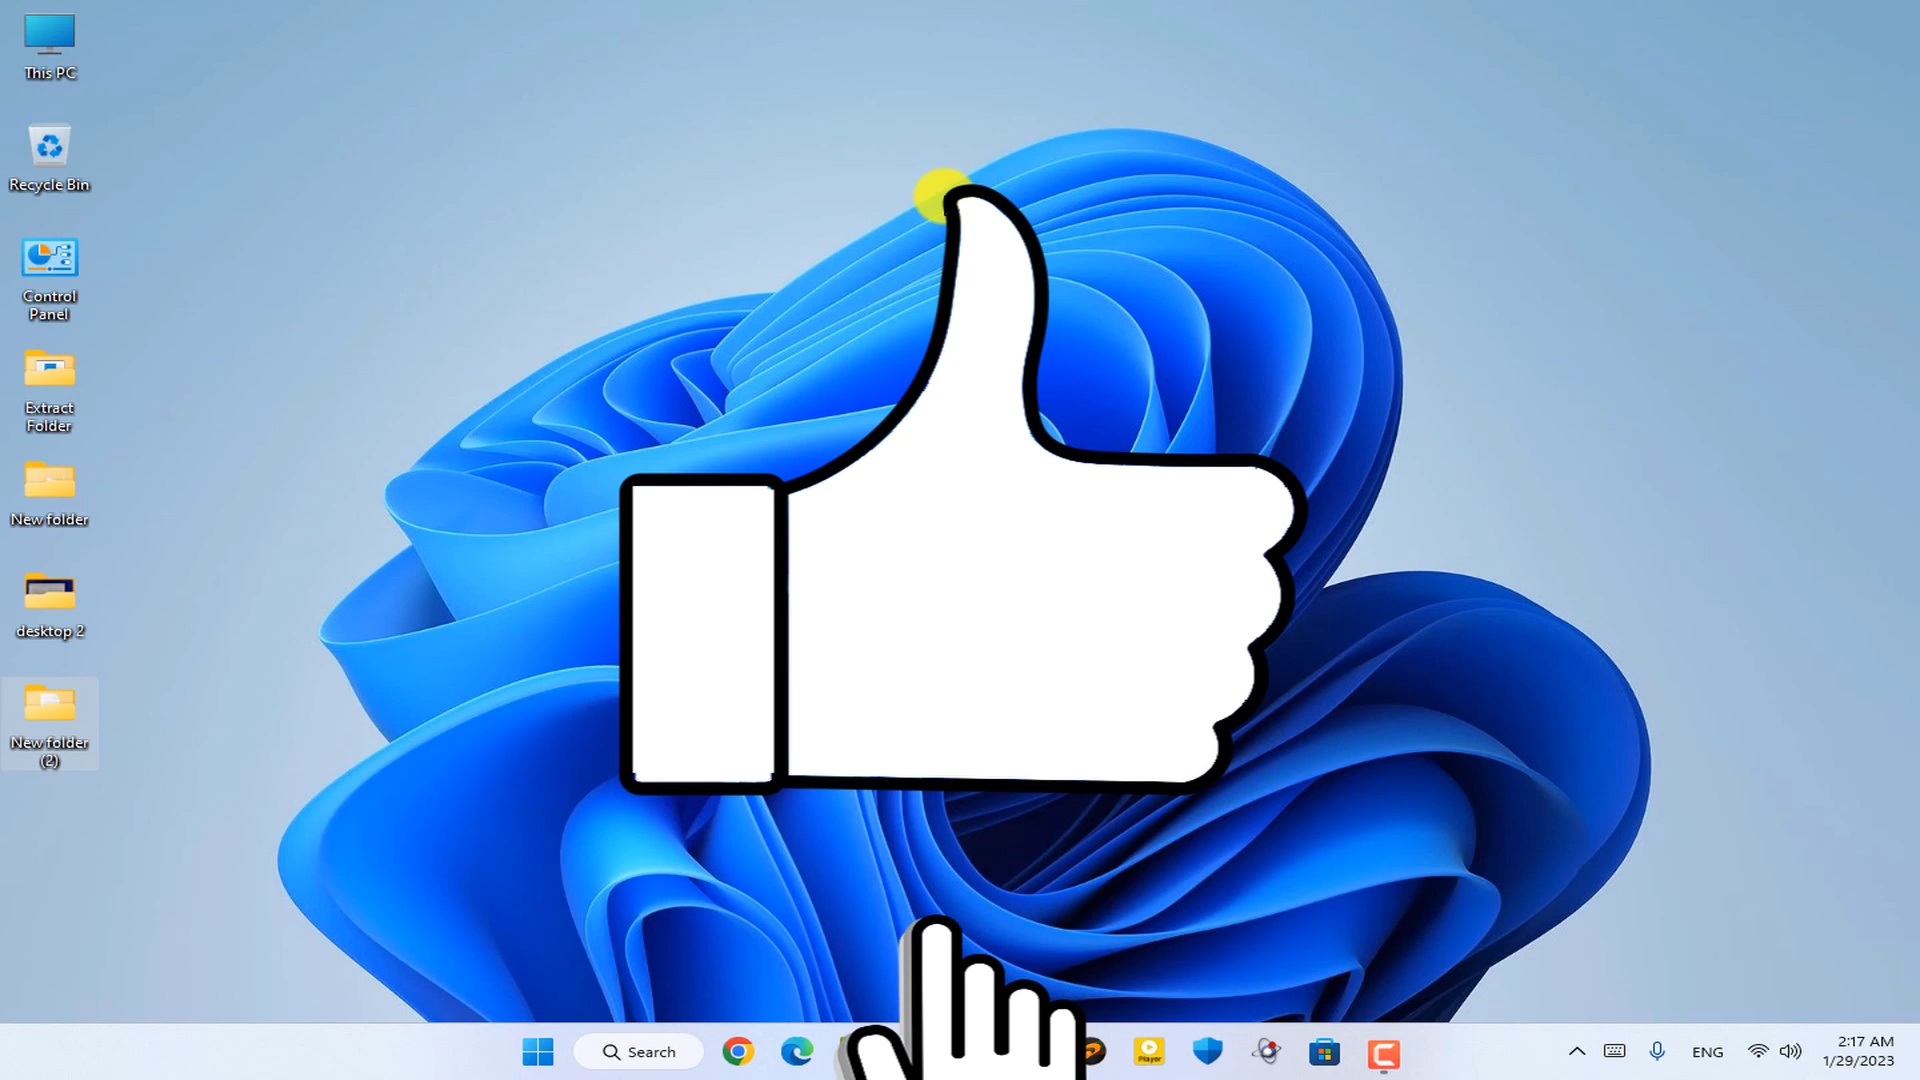 This PC
Recycle Bin
Control
Panel
Extract
Folder
New folder
desktop 2
New folder
(2)
Search
Player
ENG
2:17 AM
1/29/2023